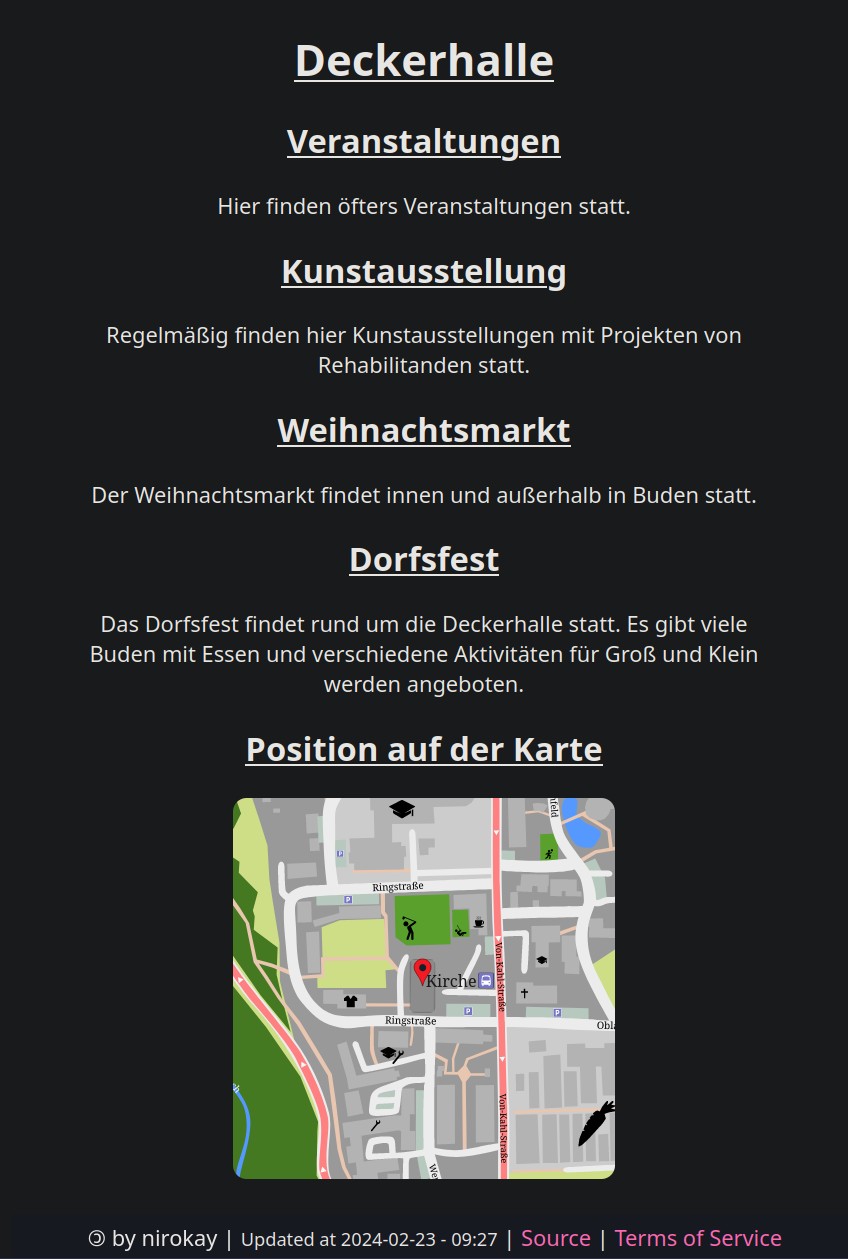 Deckerhalle
Veranstaltungen
Hier finden öfters Veranstaltungen statt.
Kunstausstellung
Regelmäßig finden hier Kunstausstellungen mit Projekten von
Rehabilitanden statt.
Weihnachtsmarkt
Der Weihnachtsmarkt findet innen und außerhalb in Buden statt.
Dorfsfest
Das Dorfsfest findet rund um die Deckerhalle statt. Es gibt viele
Buden mit Essen und verschiedene Aktivitäten für Groß und Klein
werden angeboten.
Position auf der Karte
Ringstraße
Von-Kahl-Straße
Kirche
Ringstraße
Von-Kahl-Straße
🄯 by nirokay | Updated at 2024-02-23 - 09:27 | Source | Terms of Service